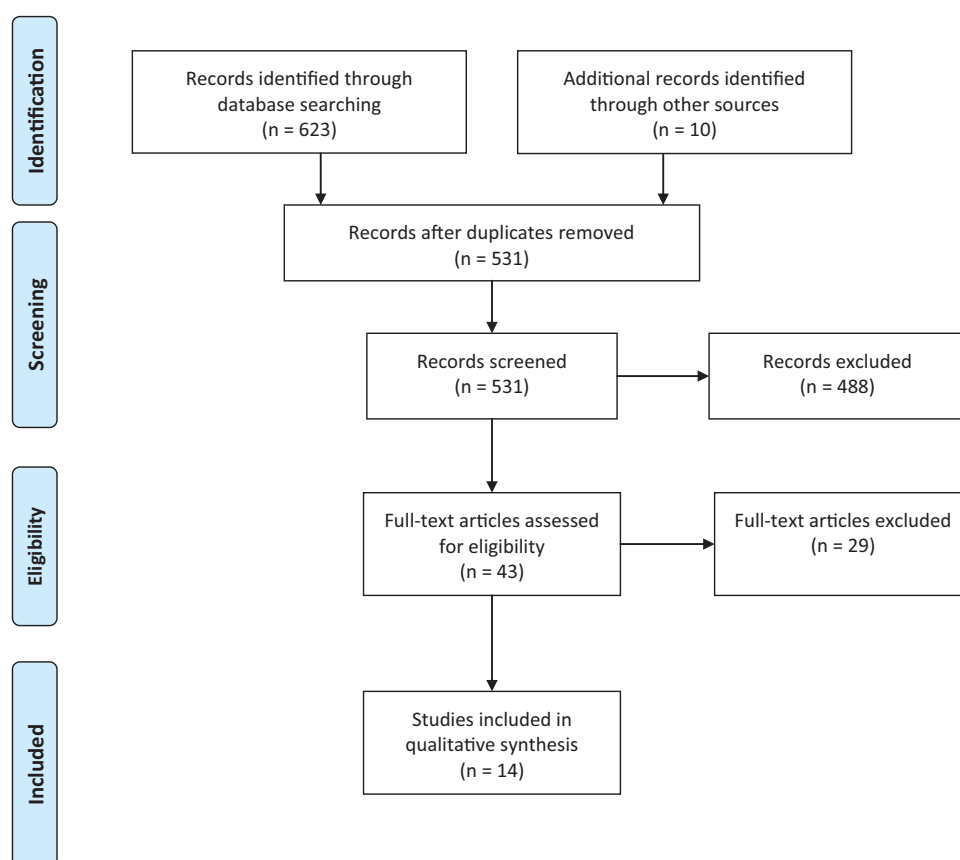 Identification
Records identified through
database searching
(n = 623)
Additional records identified
through other sources
(n = 10)
Screening
Records after duplicates removed
(n = 531)
Records screened
(n = 531)
Records excluded
(n = 488)
Eligibility
Full-text articles assessed
for eligibility
(n = 43)
Full-text articles excluded
(n = 29)
Included
Studies included in
qualitative synthesis
(n = 14)